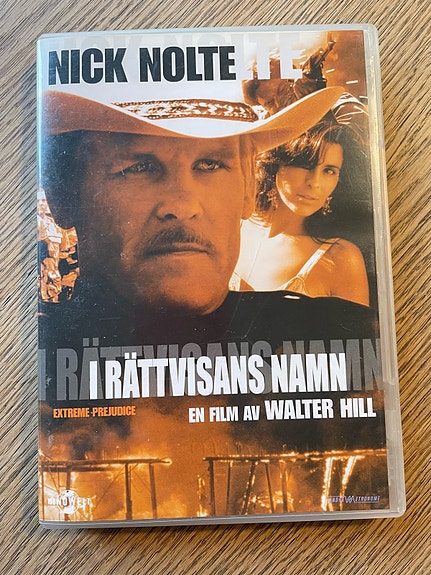 NICK NOLTE
I RÄTTVISANS NAMN
EXTREME PREJUDICE
EN FILM AV WALTER HILL